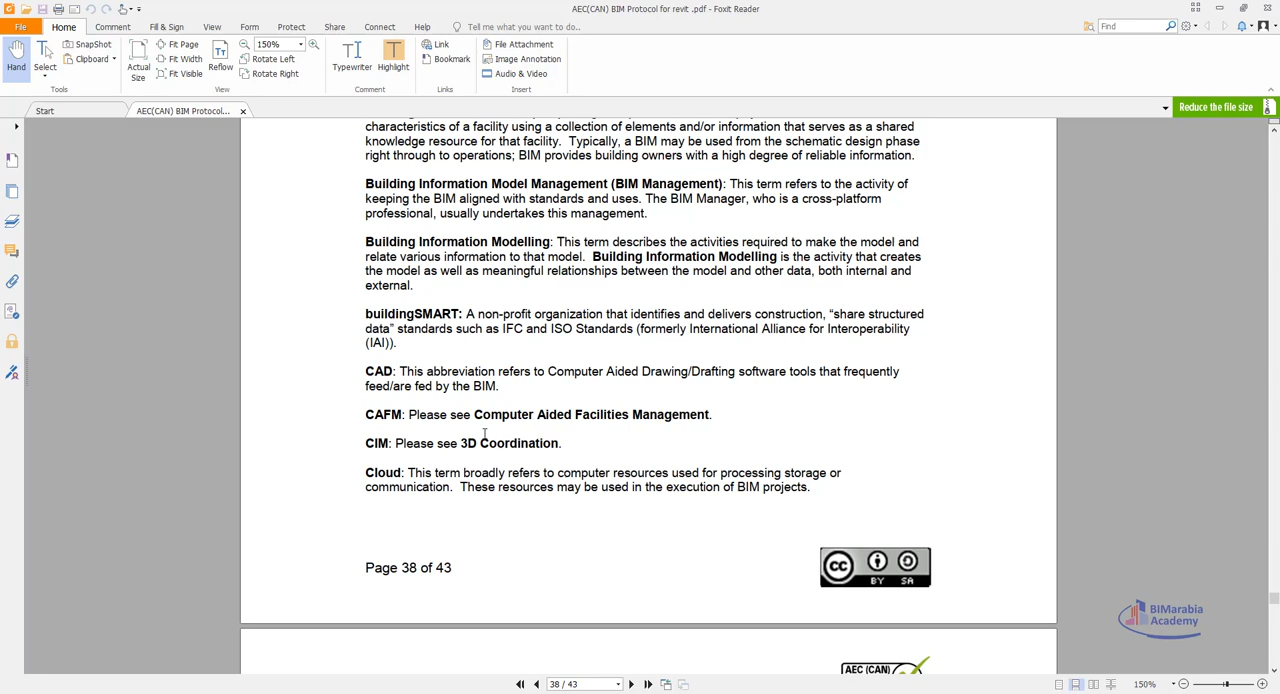 AEC(CAN) BIM Protocol for revit .pdf - Foxit Reader
File Home Comment Fill & Sign View Form Protect Share Connect Help Tell me what you want to do... Find
Hand Select SnapShot Clipboard Actual Size Fit Page Fit Width Fit Visible Reflow 150% Rotate Left Rotate Right Typewriter Highlight Link Bookmark File Attachment Image Annotation Audio & Video
Tools View Comment Links Insert
Start AEC(CAN) BIM Protocol... Reduce the file size
characteristics of a facility using a collection of elements and/or information that serves as a shared
knowledge resource for that facility. Typically, a BIM may be used from the schematic design phase
right through to operations; BIM provides building owners with a high degree of reliable information.
Building Information Model Management (BIM Management): This term refers to the activity of
keeping the BIM aligned with standards and uses. The BIM Manager, who is a cross-platform
professional, usually undertakes this management.
Building Information Modelling: This term describes the activities required to make the model and
relate various information to that model. Building Information Modelling is the activity that creates
the model as well as meaningful relationships between the model and other data, both internal and
external.
buildingSMART: A non-profit organization that identifies and delivers construction, “share structured
data” standards such as IFC and ISO Standards (formerly International Alliance for Interoperability
(IAI)).
CAD: This abbreviation refers to Computer Aided Drawing/Drafting software tools that frequently
feed/are fed by the BIM.
CAFM: Please see Computer Aided Facilities Management.
CIM: Please see 3D Coordination.
Cloud: This term broadly refers to computer resources used for processing storage or
communication. These resources may be used in the execution of BIM projects.
Page 38 of 43
cc BY SA
BIMarabia
Academy
AEC (CAN)
38 / 43 150%